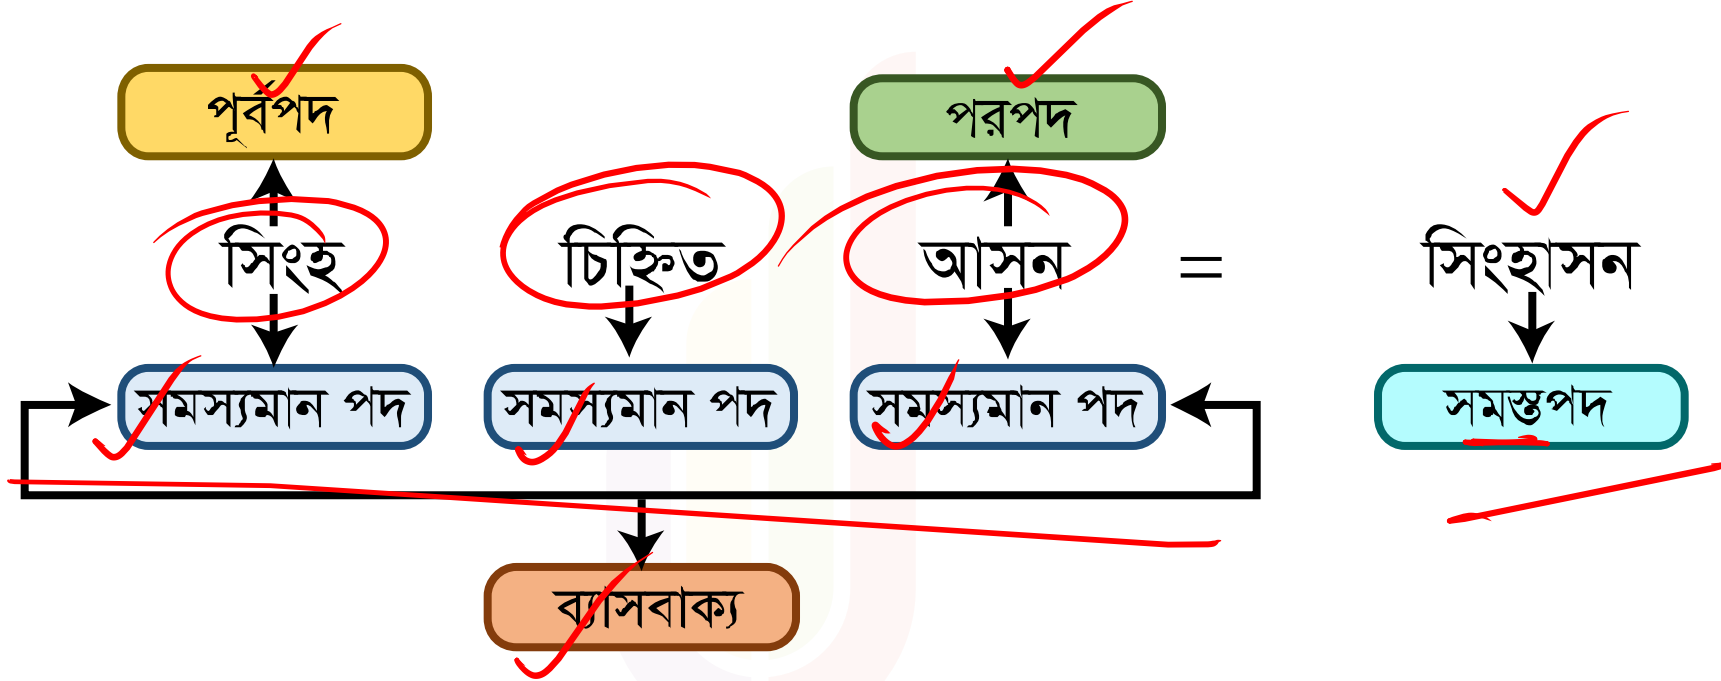 পূর্বপদ পরপদ
সিংহ চিহ্নিত আসন = সিংহাসন
সমস্যমান পদ সমস্যমান পদ সমস্যমান পদ সমস্তপদ
ব্যাসবাক্য